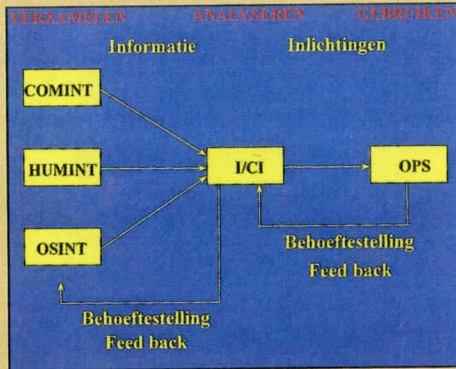 VERZAMELEN ANALYSEREN GEBRUIKEN
Informatie Inlichtingen
COMINT
HUMINT I/CI OPS
OSINT
Behoeftestelling
Feed back
Behoeftestelling
Feed back